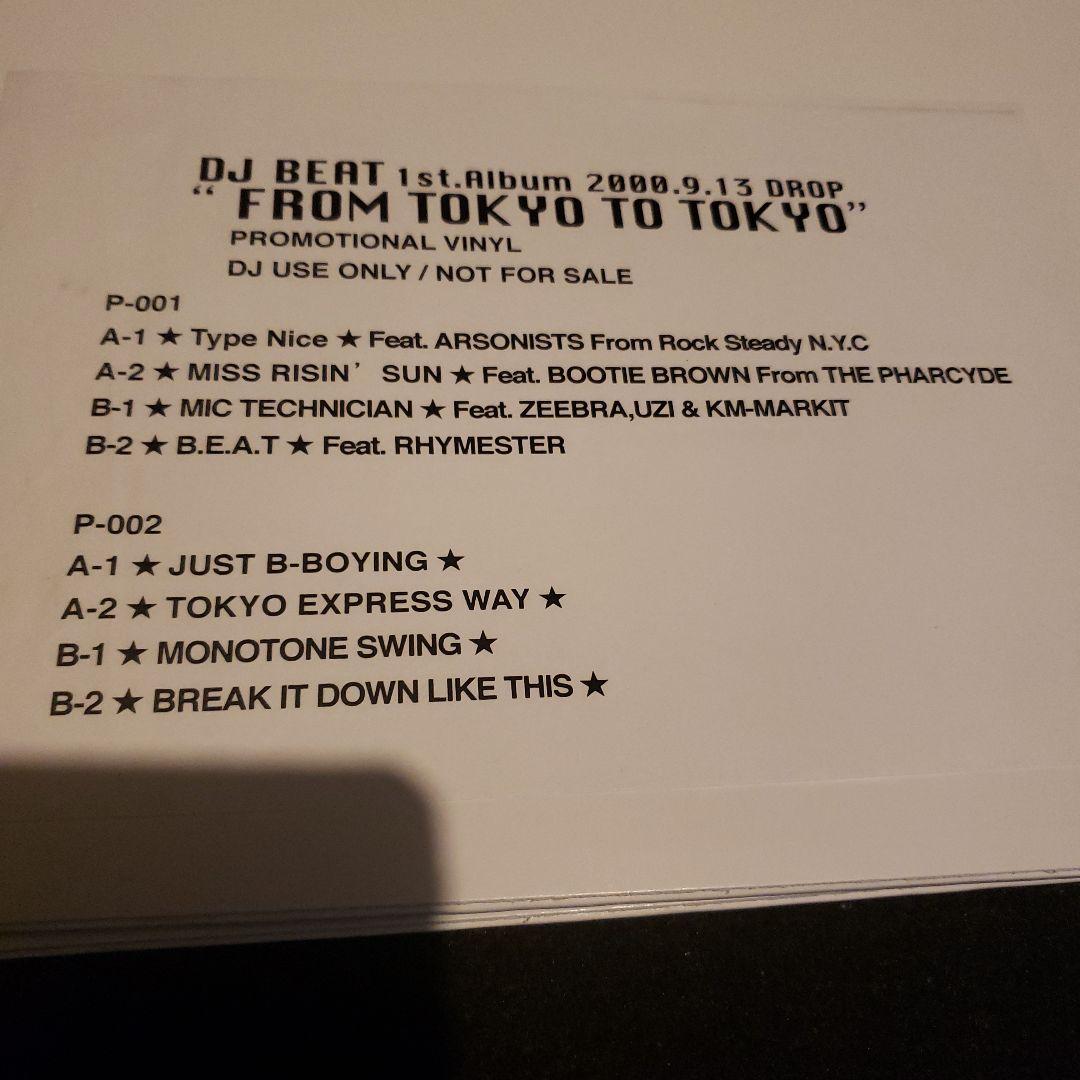 DJ BEAT 1st.Album 2000.9.13 DROP
“ FROM TOKYO TO TOKYO”
PROMOTIONAL VINYL
DJ USE ONLY / NOT FOR SALE
P-001
A-1 ★ Type Nice ★ Feat. ARSONISTS From Rock Steady N.Y.C
A-2 ★ MISS RISIN’ SUN ★ Feat. BOOTIE BROWN From THE PHARCYDE
B-1 ★ MIC TECHNICIAN ★ Feat. ZEEBRA,UZI & KM-MARKIT
B-2 ★ B.E.A.T ★ Feat. RHYMESTER
P-002
A-1 ★ JUST B-BOYING ★
A-2 ★ TOKYO EXPRESS WAY ★
B-1 ★ MONOTONE SWING ★
B-2 ★ BREAK IT DOWN LIKE THIS ★